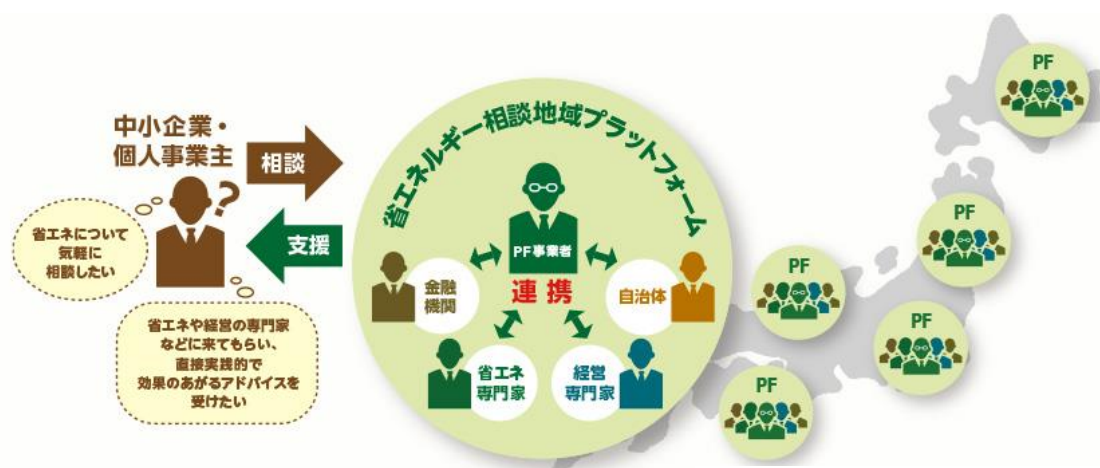 中小企業・
個人事業主
相談
支援
省エネについて
気軽に
相談したい
省エネや経営の専門家
などに来てもらい、
直接実践的で
効果のあがるアドバイスを
受けたい
?
省エネルギー相談地域プラットフォーム
PF事業者
連携
金融
機関
自治体
省エネ
専門家
経営
専門家
PF
PF
PF
PF
PF